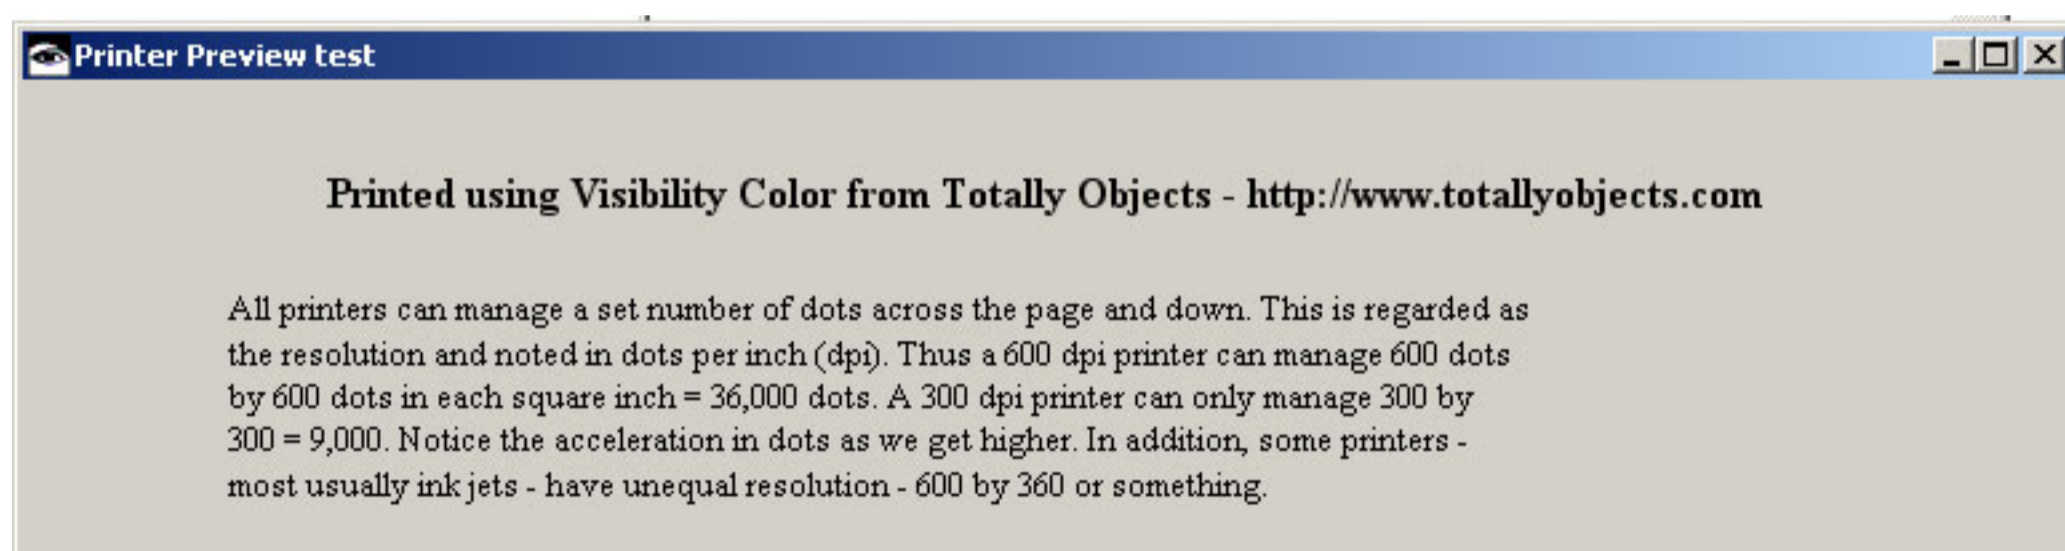 Printer Preview test
Printed using Visibility Color from Totally Objects - http://www.totallyobjects.com
All printers can manage a set number of dots across the page and down. This is regarded as
the resolution and noted in dots per inch (dpi). Thus a 600 dpi printer can manage 600 dots
by 600 dots in each square inch = 36,000 dots. A 300 dpi printer can only manage 300 by
300 = 9,000. Notice the acceleration in dots as we get higher. In addition, some printers -
most usually ink jets - have unequal resolution - 600 by 360 or something.